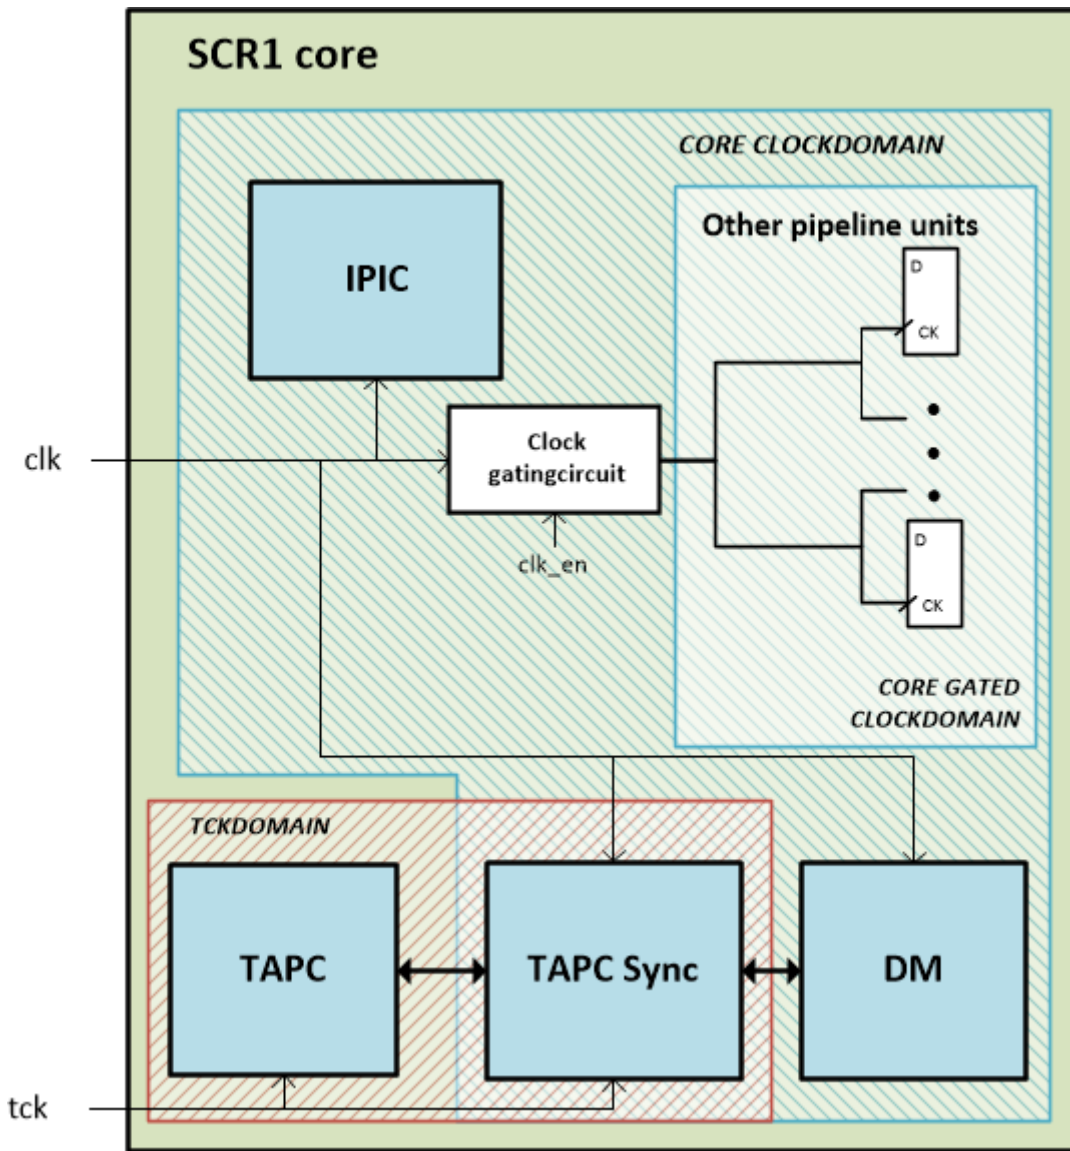 SCR1 core
CORE CLOCKDOMAIN
Other pipeline units
D
CK
IPIC
clk
Clock
gatingcircuit
clk_en
D
CK
CORE GATED
CLOCKDOMAIN
TCKDOMAIN
TAPC
TAPC Sync
DM
tck